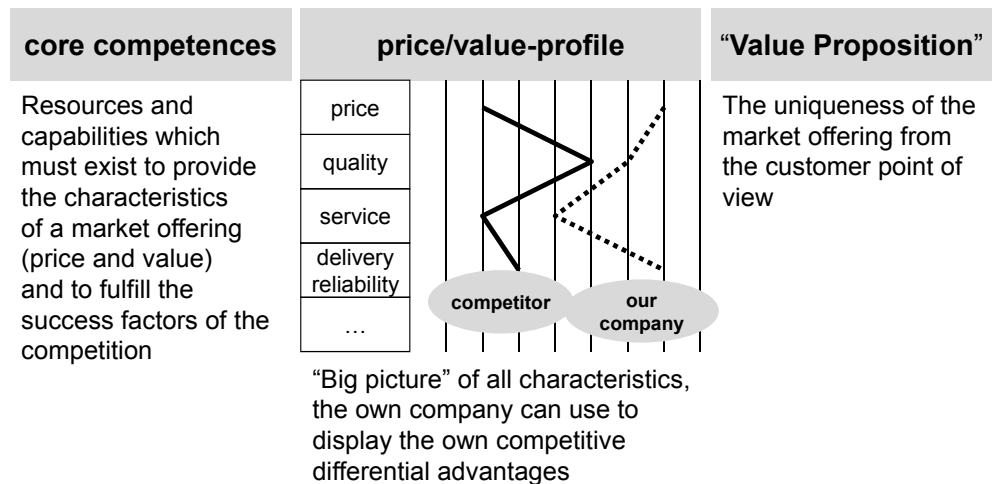 core competences
Resources and
capabilities which
must exist to provide
the characteristics
of a market offering
(price and value)
and to fulfill the
success factors of the
competition
price/value-profile
price
quality
service
delivery
reliability
…
competitor
our
company
“Big picture” of all characteristics,
the own company can use to
display the own competitive
differential advantages
“Value Proposition”
The uniqueness of the
market offering from
the customer point of
view